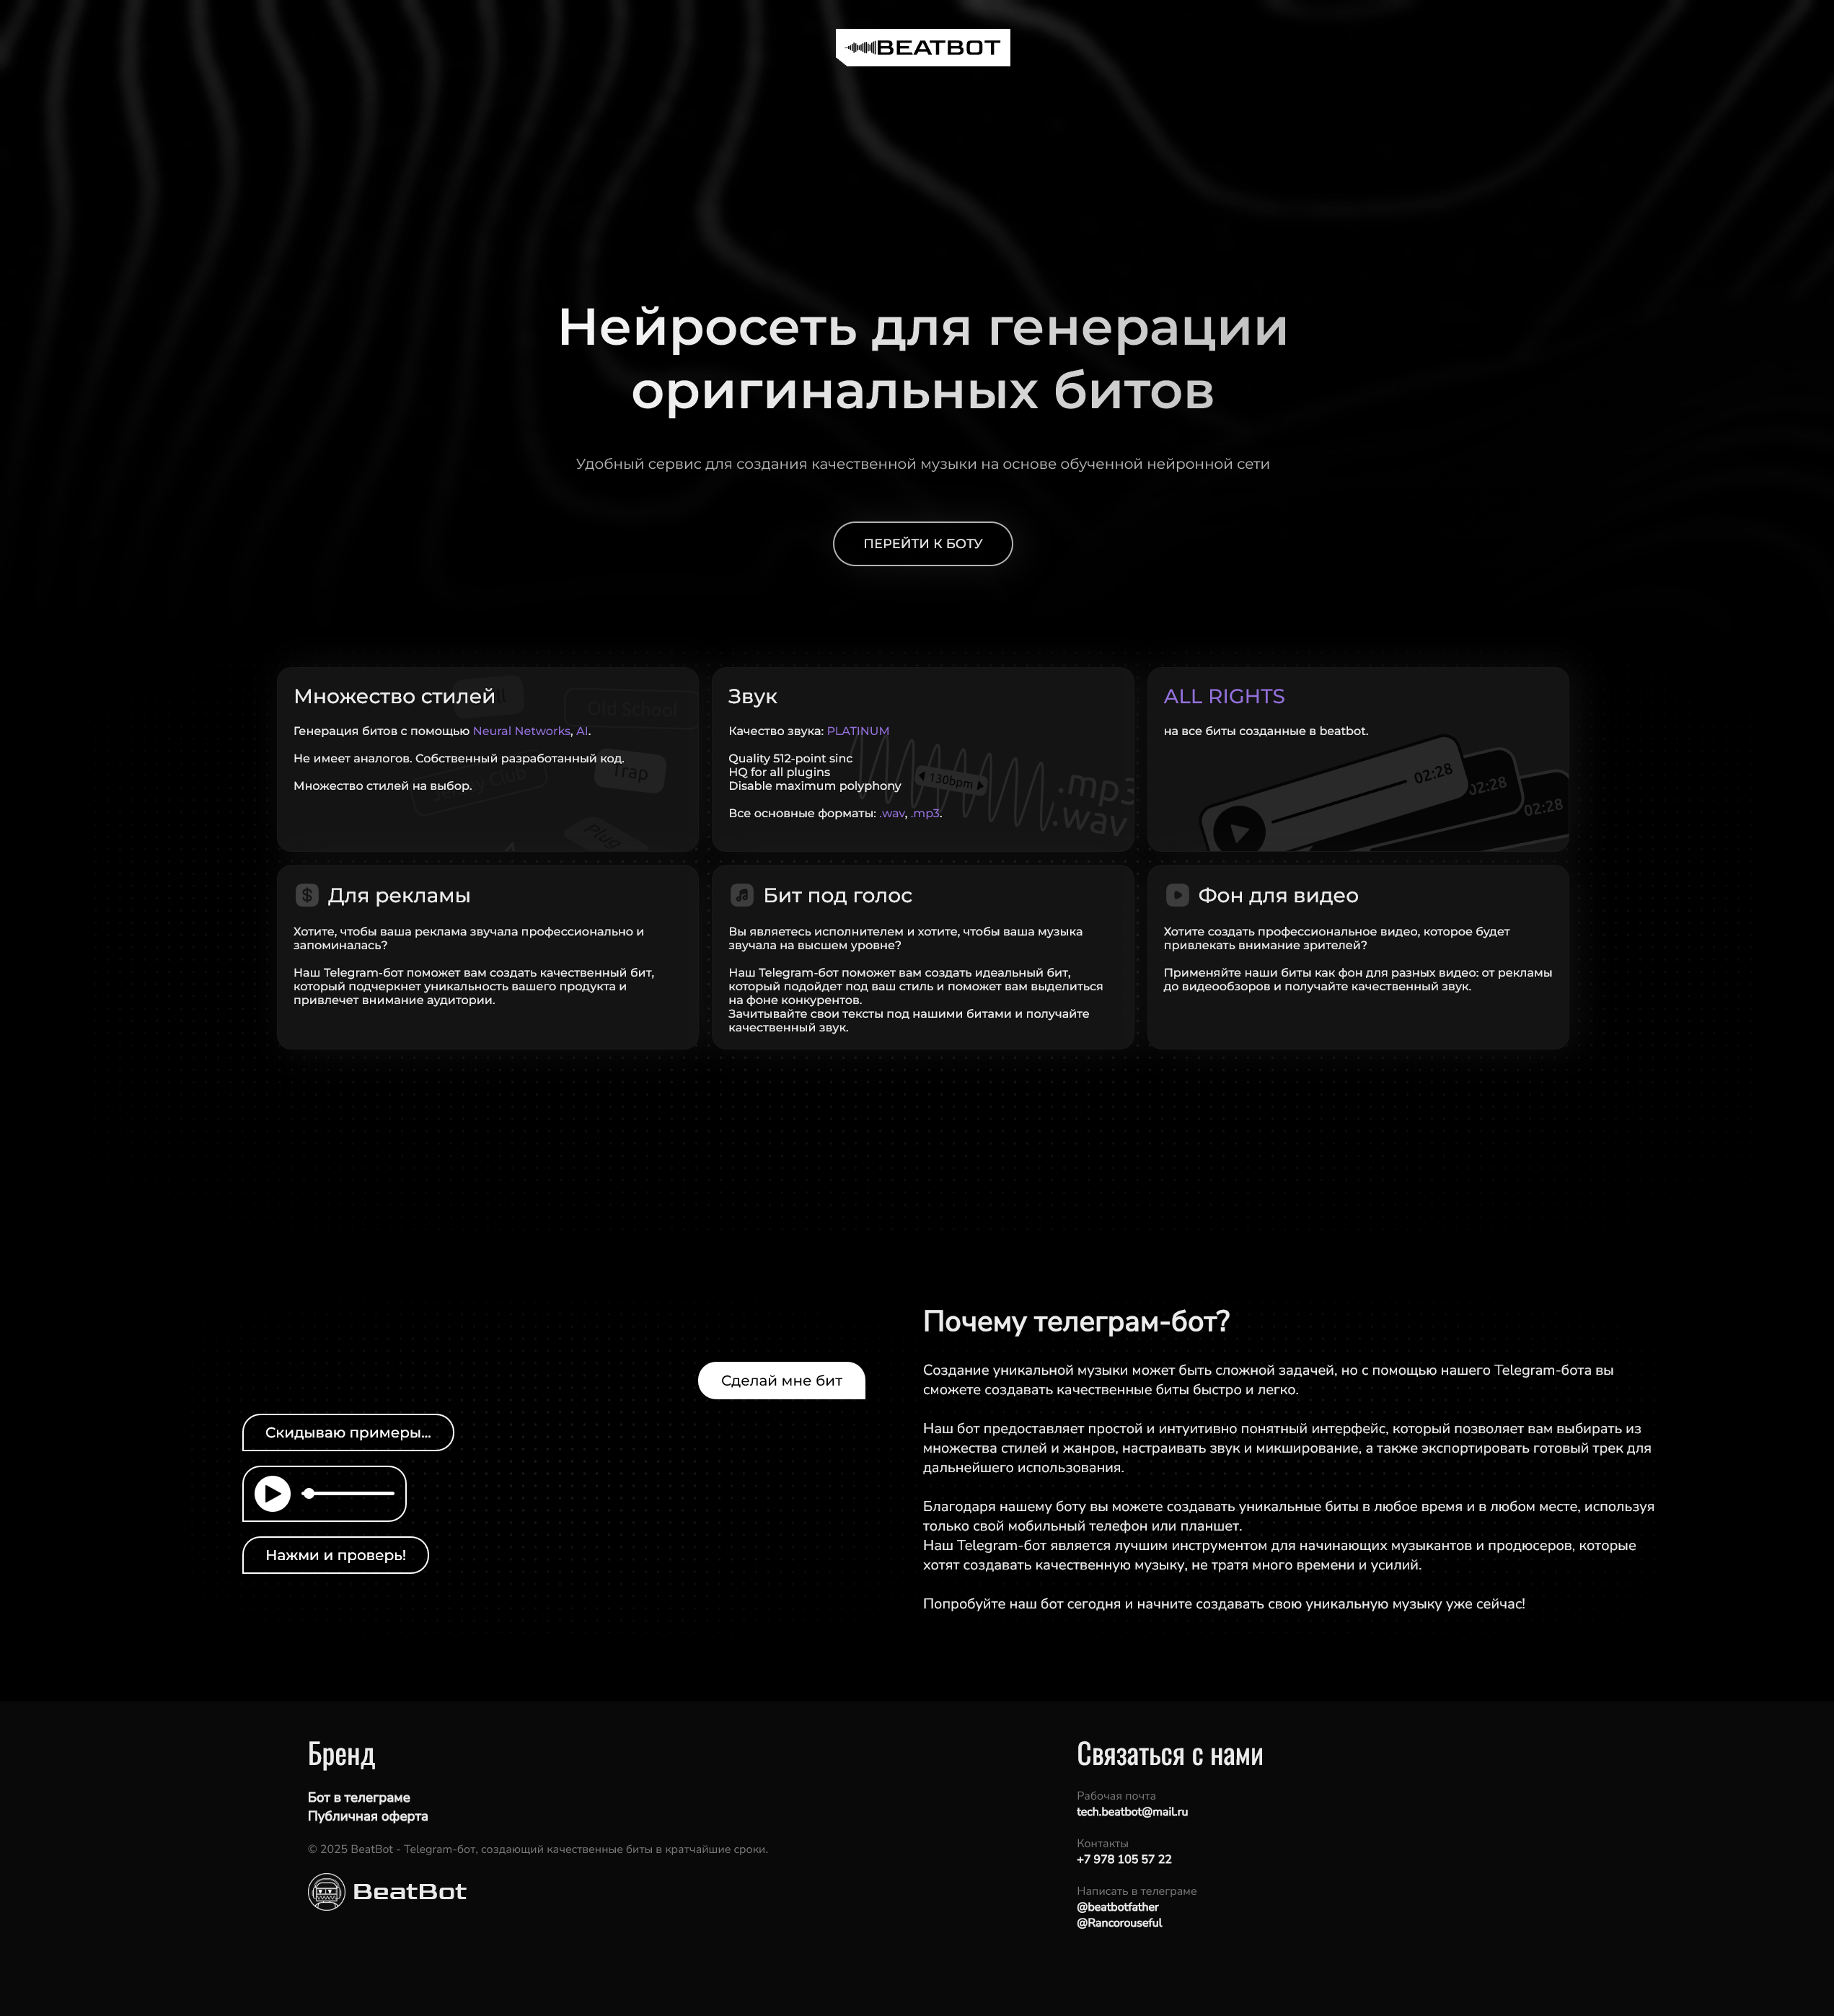 BEATBOT
Нейросеть для генерации
оригинальных битов
Удобный сервис для создания качественной музыки на основе обученной нейронной сети
ПЕРЕЙТИ К БОТУ
Множество стилей
Old School
Генерация битов с помощью Neural Networks, AI.
Не имеет аналогов. Собственный разработанный код.
Trap
Club
Множество стилей на выбор.
Plug
Звук
Качество звука: PLATINUM
Quality 512-point sinc
HQ for all plugins
Disable maximum polyphony
130bpm
.mp3
.wav
Все основные форматы: .wav, .mp3.
ALL RIGHTS
на все биты созданные в beatbot.
02:28
02:28
02:28
Для рекламы
Хотите, чтобы ваша реклама звучала профессионально и
запоминалась?
Наш Telegram-бот поможет вам создать качественный бит,
который подчеркнет уникальность вашего продукта и
привлечет внимание аудитории.
Бит под голос
Вы являетесь исполнителем и хотите, чтобы ваша музыка
звучала на высшем уровне?
Наш Telegram-бот поможет вам создать идеальный бит,
который подойдет под ваш стиль и поможет вам выделиться
на фоне конкурентов.
Зачитывайте свои тексты под нашими битами и получайте
качественный звук.
Фон для видео
Хотите создать профессиональное видео, которое будет
привлекать внимание зрителей?
Применяйте наши биты как фон для разных видео: от рекламы
до видеообзоров и получайте качественный звук.
Сделай мне бит
Скидываю примеры...
Нажми и проверь!
Почему телеграм-бот?
Создание уникальной музыки может быть сложной задачей, но с помощью нашего Telegram-бота вы
сможете создавать качественные биты быстро и легко.
Наш бот предоставляет простой и интуитивно понятный интерфейс, который позволяет вам выбирать из
множества стилей и жанров, настраивать звук и микширование, а также экспортировать готовый трек для
дальнейшего использования.
Благодаря нашему боту вы можете создавать уникальные биты в любое время и в любом месте, используя
только свой мобильный телефон или планшет.
Наш Telegram-бот является лучшим инструментом для начинающих музыкантов и продюсеров, которые
хотят создавать качественную музыку, не тратя много времени и усилий.
Попробуйте наш бот сегодня и начните создавать свою уникальную музыку уже сейчас!
Бренд
Бот в телеграме
Публичная оферта
© 2025 BeatBot - Telegram-бот, создающий качественные биты в кратчайшие сроки.
BeatBot
Связаться с нами
Рабочая почта
tech.beatbot@mail.ru
Контакты
+7 978 105 57 22
Написать в телеграме
@beatbotfather
@Rancorouseful